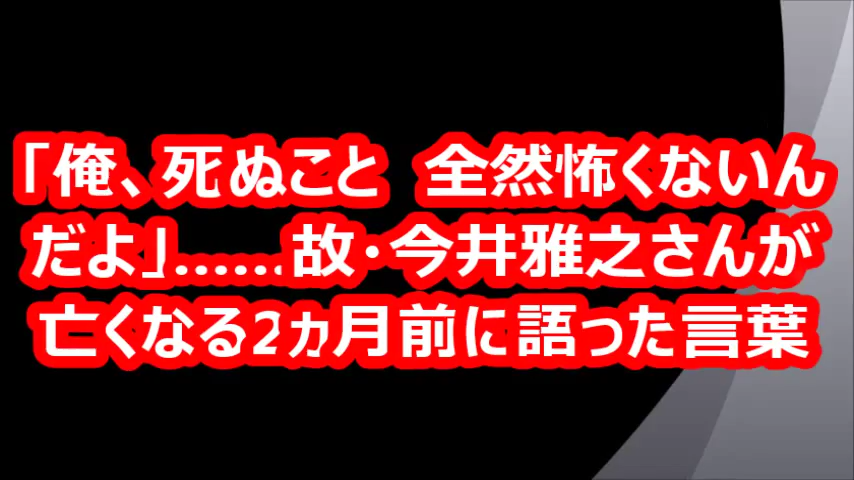 「俺、死ぬこと　全然怖くないん
だよ」……故・今井雅之さんが
亡くなる2ヵ月前に語った言葉